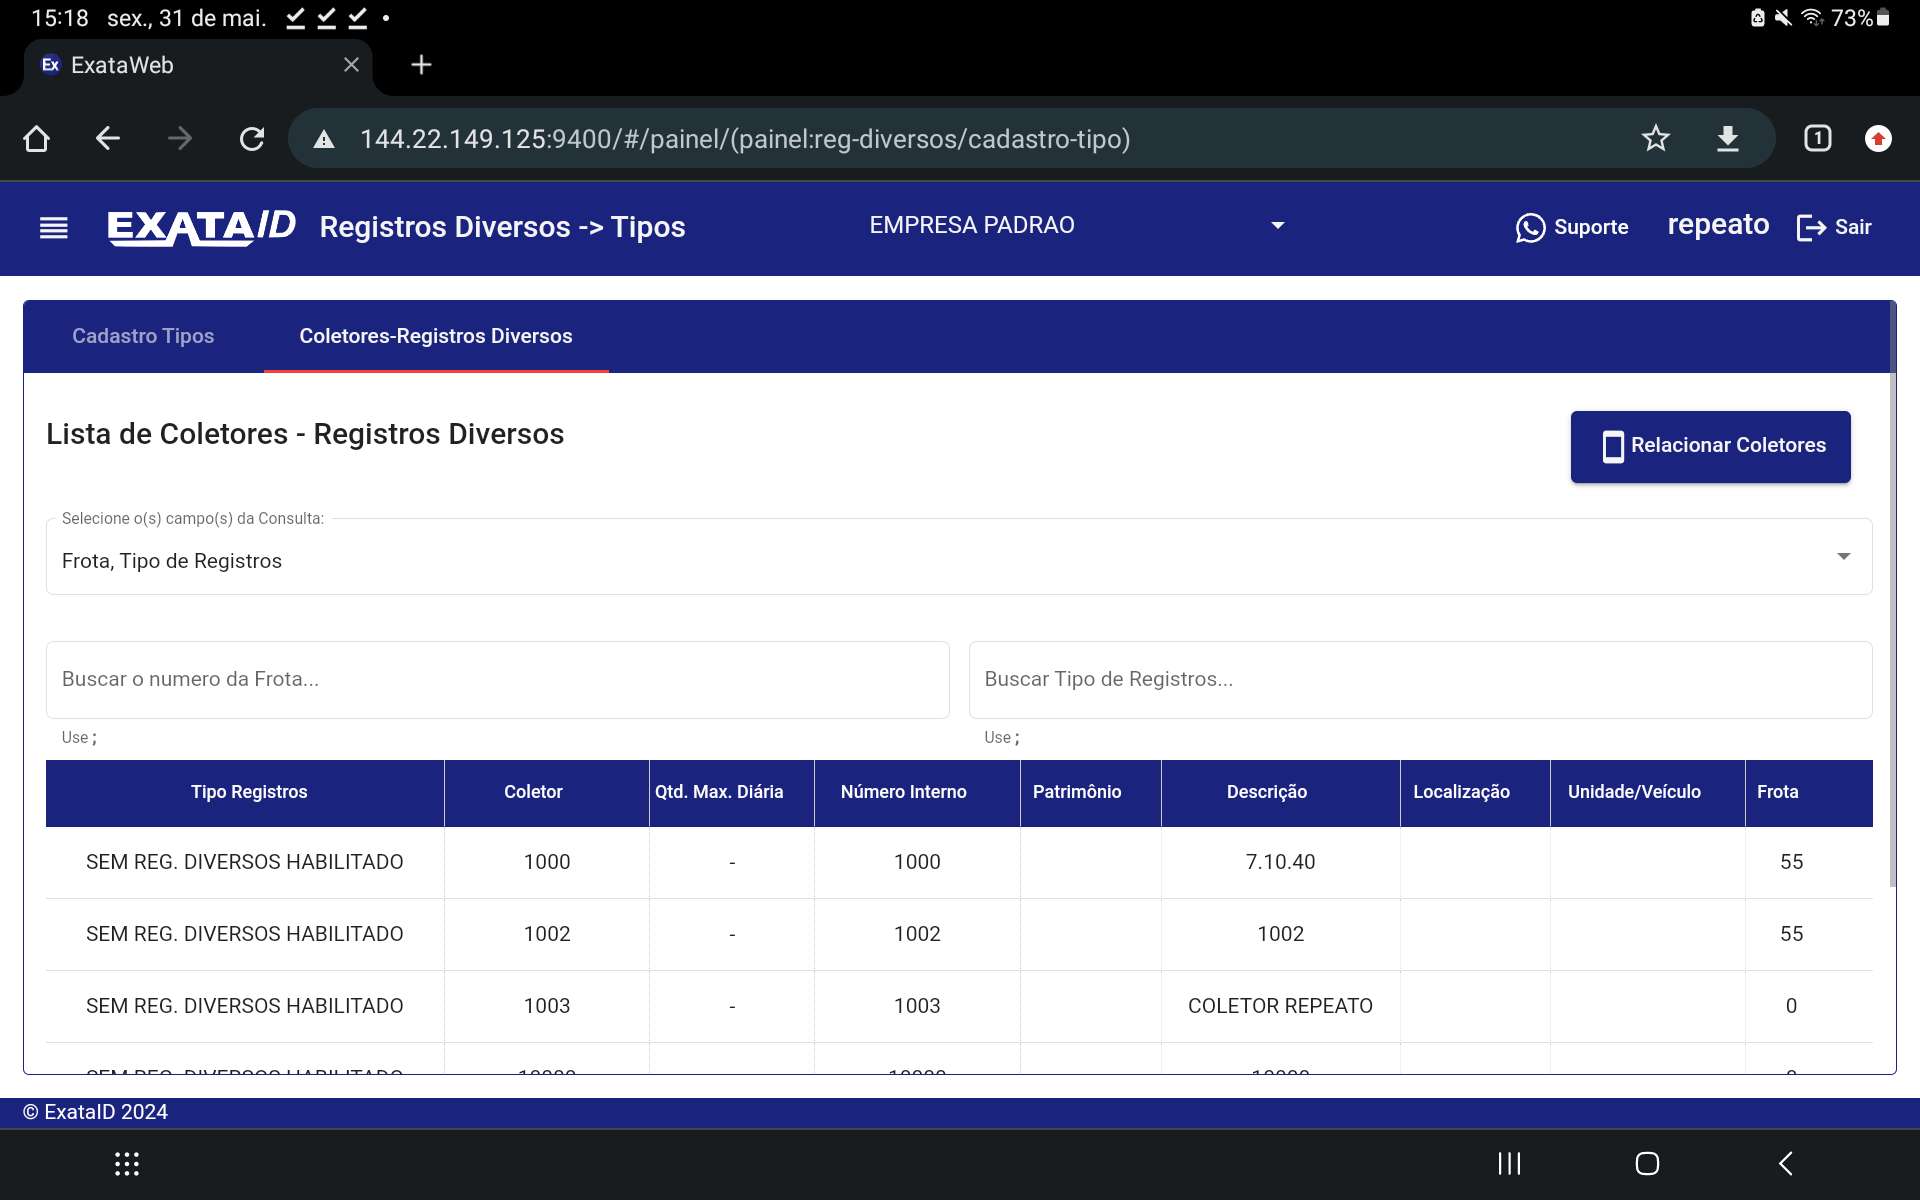 15:18 sex., 31 de mai. 73%
Ex ExataWeb
144.22.149.125:9400/#/painel/(painel:reg-diversos/cadastro-tipo) 1
EXATAID Registros Diversos -> Tipos EMPRESA PADRAO Suporte repeato Sair
Cadastro Tipos Coletores-Registros Diversos
Lista de Coletores - Registros Diversos Relacionar Coletores
Selecione o(s) campo(s) da Consulta:
Frota, Tipo de Registros
Buscar o numero da Frota... Buscar Tipo de Registros...
Use ; Use ;
Tipo Registros Coletor Qtd. Max. Diária Número Interno Patrimônio Descrição Localização Unidade/Veículo Frota
SEM REG. DIVERSOS HABILITADO 1000 - 1000 7.10.40 55
SEM REG. DIVERSOS HABILITADO 1002 - 1002 1002 55
SEM REG. DIVERSOS HABILITADO 1003 - 1003 COLETOR REPEATO 0
SEM REG. DIVERSOS HABILITADO
© ExataID 2024